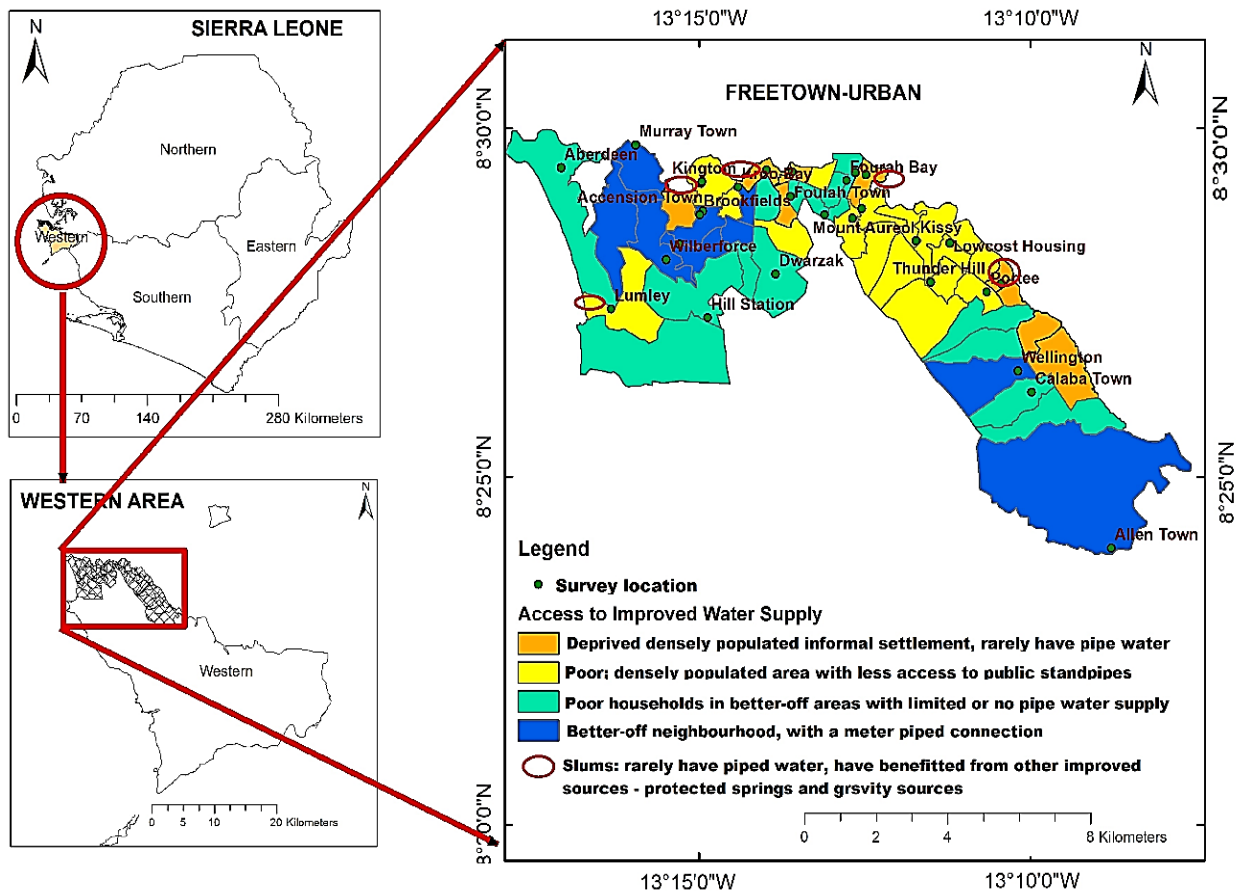 SIERRA LEONE
N
Northern
Western
Eastern
Southern
0 70 140 280 Kilometers
WESTERN AREA
N
Western
0 5 10 20 Kilometers
13°15'0"W 13°10'0"W
N
FREETOWN-URBAN
8°30'0"N 8°30'0"N
Murray Town
Aberdeen
Kingtom
Kroo Bay
Fourah Bay
Accension Town
Brookfields
Foulah Town
Mount Aureol
Kissy
Wilberforce
Lowcost Housing
Dwarzak
Thunder Hill
Portee
Lumley
Hill Station
Wellington
Calaba Town
8°25'0"N 8°25'0"N
Allen Town
Legend
Survey location
Access to Improved Water Supply
Deprived densely populated informal settlement, rarely have pipe water
Poor; densely populated area with less access to public standpipes
Poor households in better-off areas with limited or no pipe water supply
Better-off neighbourhood, with a meter piped connection
Slums: rarely have piped water, have benefitted from other improved
sources - protected springs and grsvity sources
0 2 4 8 Kilometers
13°15'0"W 13°10'0"W